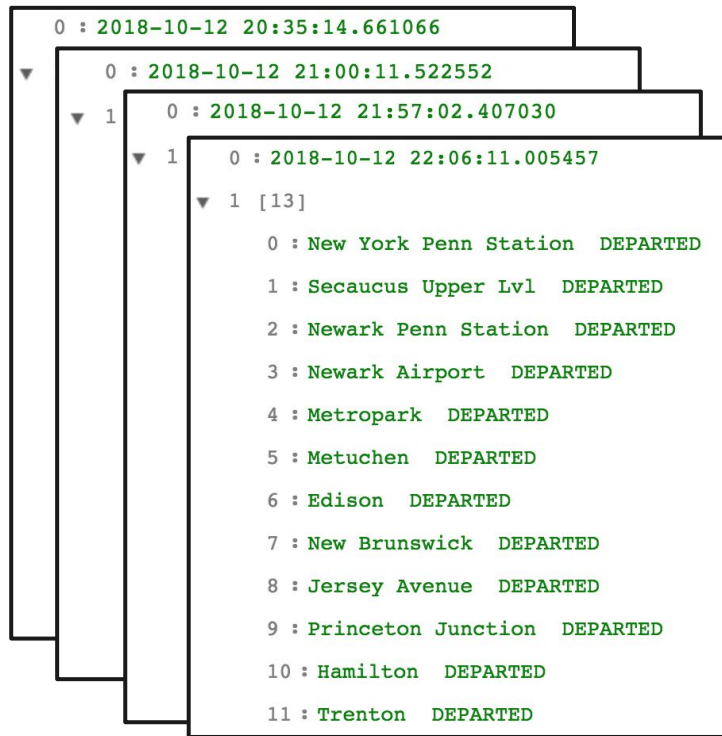 0 : 2018-10-12 20:35:14.661066
0 : 2018-10-12 21:00:11.522552
▼ 1
0 : 2018-10-12 21:57:02.407030
▼ 1
0 : 2018-10-12 22:06:11.005457
▼ 1 [13]
0 : New York Penn Station DEPARTED
1 : Secaucus Upper Lvl DEPARTED
2 : Newark Penn Station DEPARTED
3 : Newark Airport DEPARTED
4 : Metropark DEPARTED
5 : Metuchen DEPARTED
6 : Edison DEPARTED
7 : New Brunswick DEPARTED
8 : Jersey Avenue DEPARTED
9 : Princeton Junction DEPARTED
10 : Hamilton DEPARTED
11 : Trenton DEPARTED